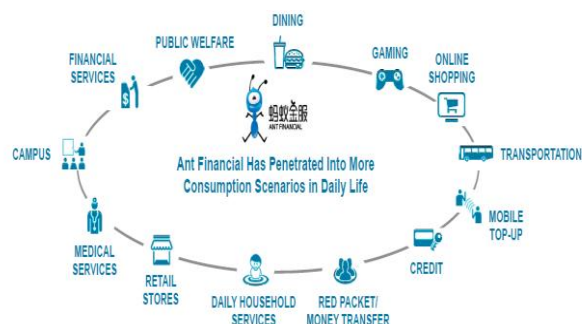 DINING
PUBLIC WELFARE
GAMING
FINANCIAL
SERVICES
ONLINE
SHOPPING
蚂蚁金服
ANT FINANCIAL
CAMPUS
Ant Financial Has Penetrated Into More
Consumption Scenarios in Daily Life
TRANSPORTATION
MOBILE
TOP-UP
MEDICAL
SERVICES
RETAIL
STORES
CREDIT
DAILY HOUSEHOLD
SERVICES
RED PACKET/
MONEY TRANSFER